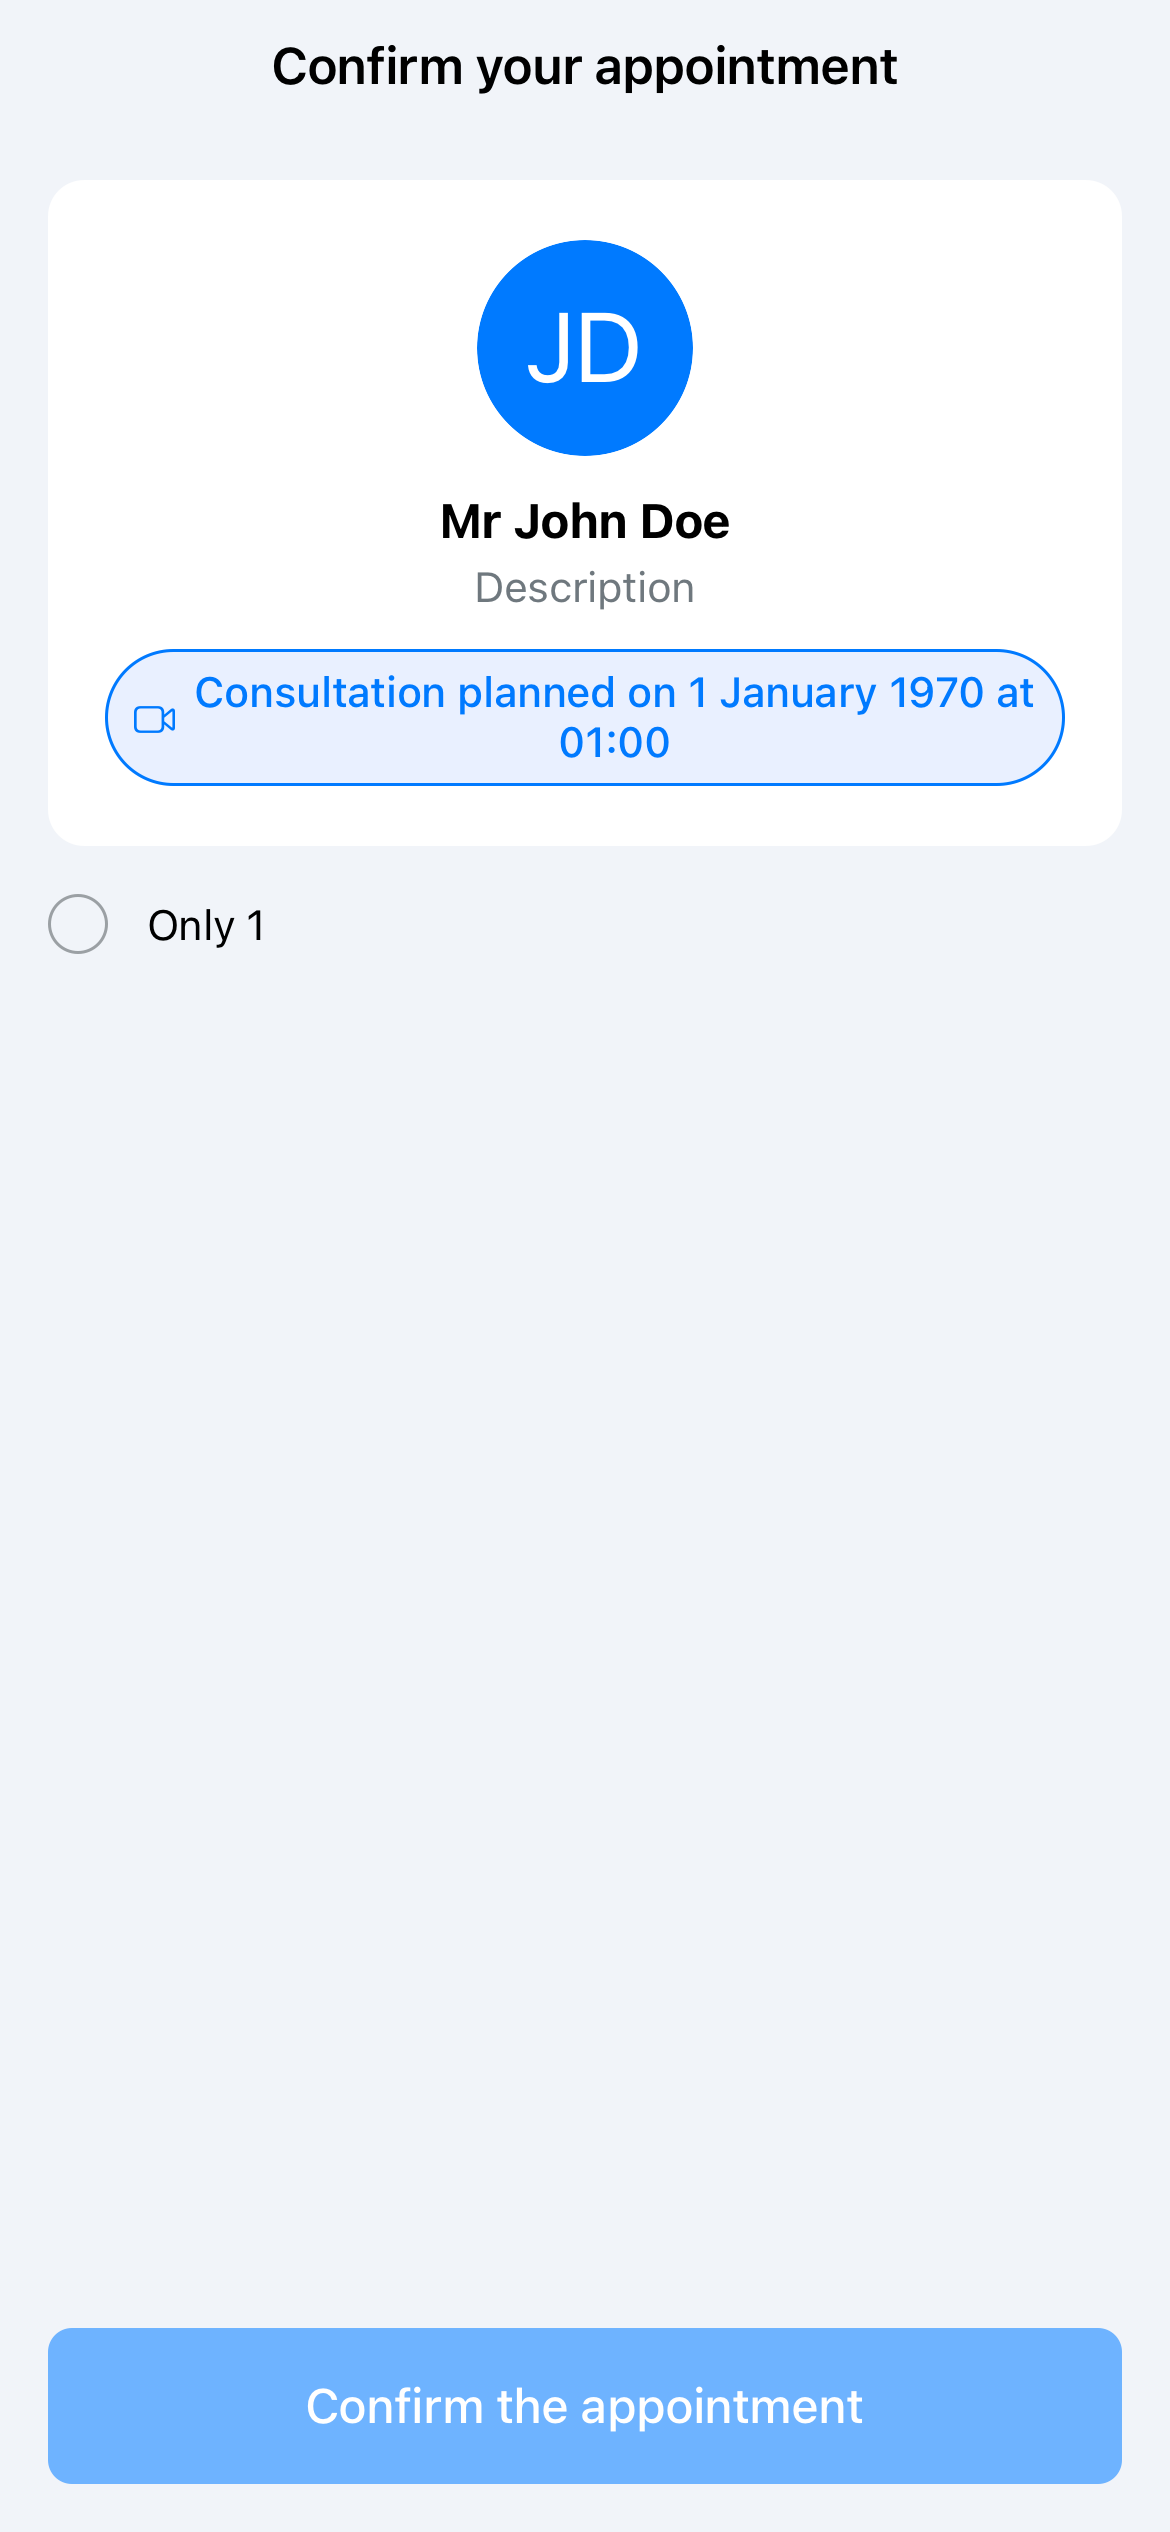 Confirm your appointment
JD
Mr John Doe
Description
Consultation planned on 1 January 1970 at
01:00
Only 1
Confirm the appointment